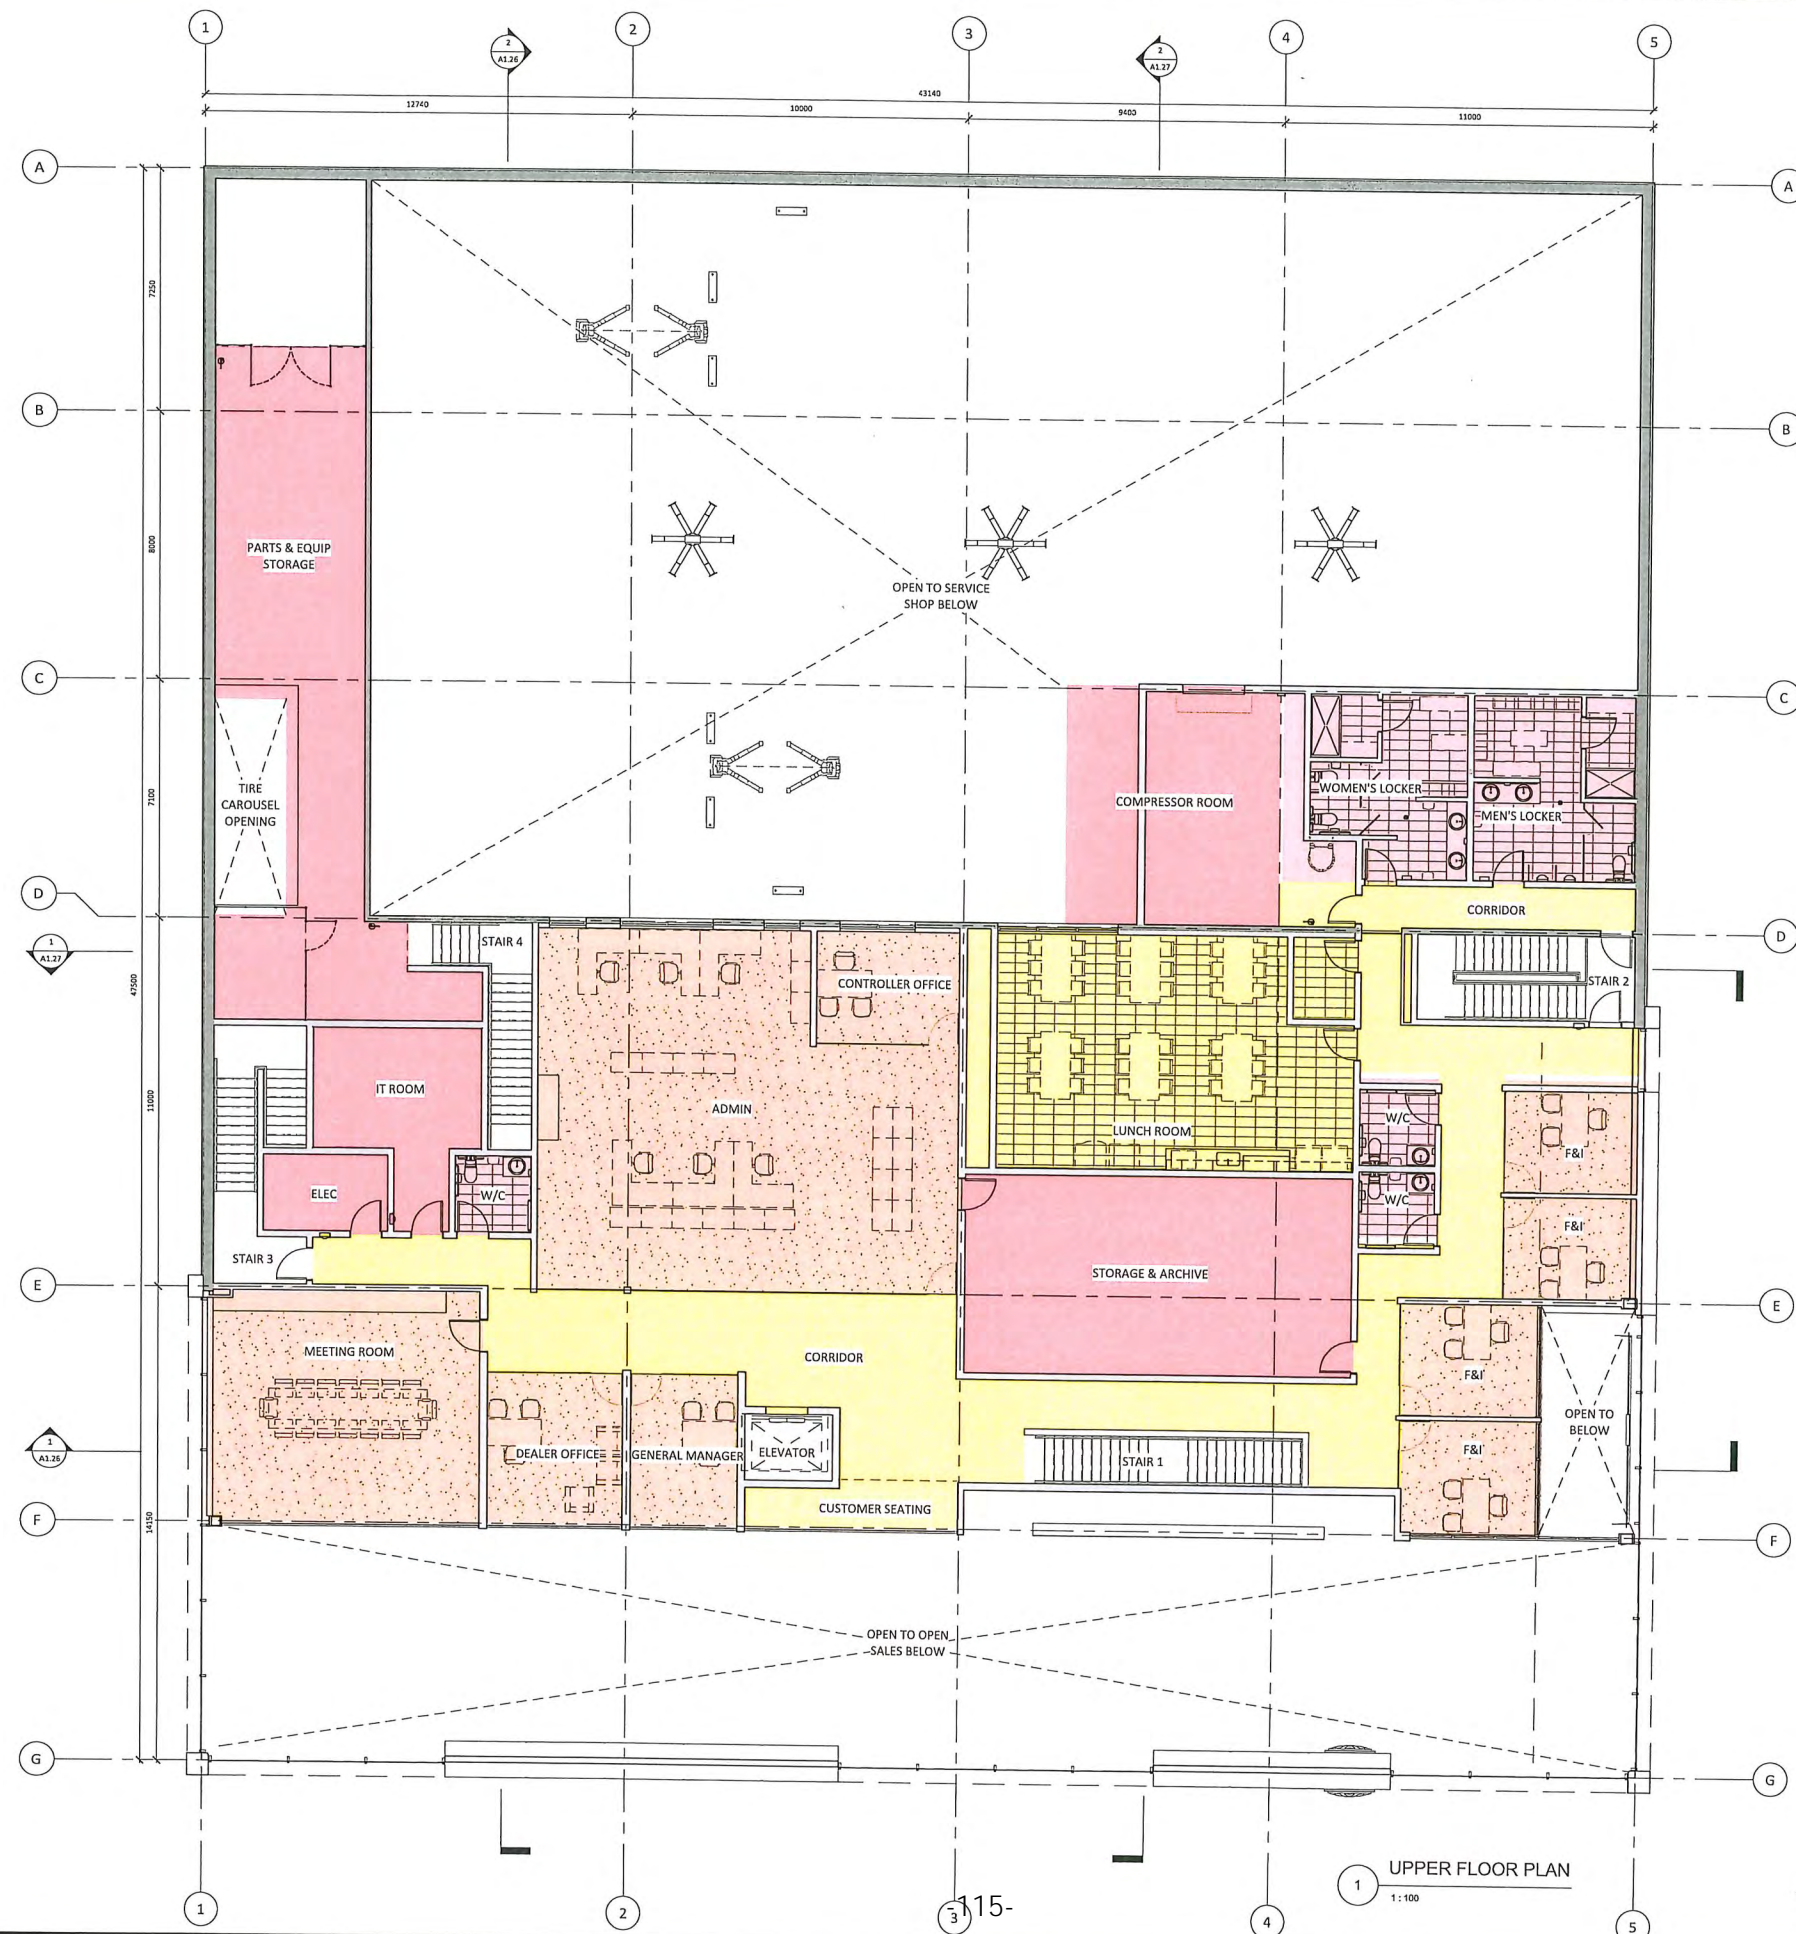 1
2
3
4
5
2
A1.26
2
A1.27
43140
12740
10000
9400
11000
A
A
7250
B
B
8000
PARTS & EQUIP
STORAGE
OPEN TO SERVICE
SHOP BELOW
C
C
7100
TIRE
CAROUSEL
OPENING
COMPRESSOR ROOM
WOMEN'S LOCKER
MEN'S LOCKER
D
CORRIDOR
D
1
A1.27
47500
STAIR 4
CONTROLLER OFFICE
STAIR 2
11000
IT ROOM
ADMIN
LUNCH ROOM
W/C
F&I
ELEC
W/C
W/C
F&I
STAIR 3
STORAGE & ARCHIVE
E
E
MEETING ROOM
CORRIDOR
F&I
OPEN TO
BELOW
1
A1.26
DEALER OFFICE
GENERAL MANAGER
ELEVATOR
STAIR 1
F&I
CUSTOMER SEATING
F
14150
F
OPEN TO OPEN
SALES BELOW
G
G
1
UPPER FLOOR PLAN
1 : 100
1
2
3
-115-
4
5